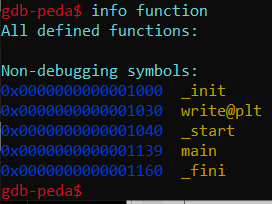 gdb-peda$ info function
All defined functions:

Non-debugging symbols:
0x0000000000001000  _init
0x0000000000001030  write@plt
0x0000000000001040  _start
0x0000000000001139  main
0x0000000000001160  _fini
gdb-peda$